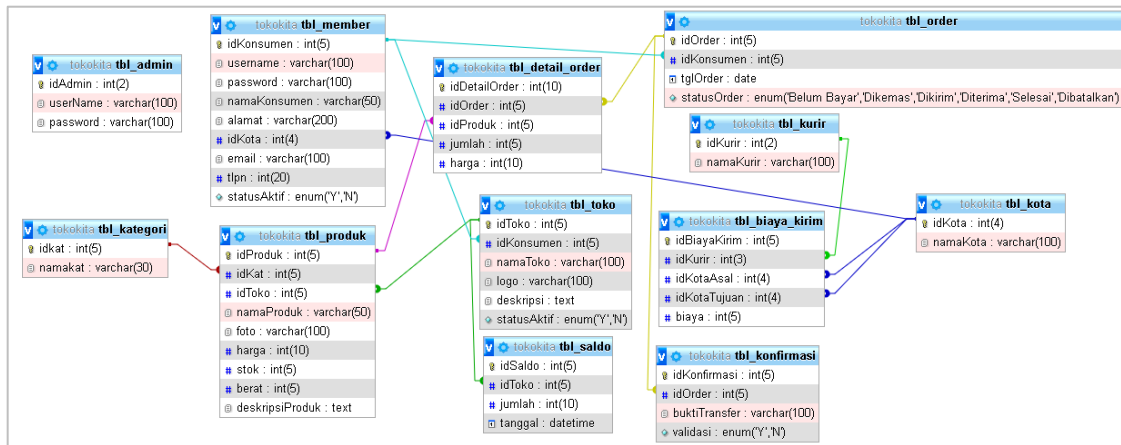 tokokita tbl_admin
idAdmin : int(2)
userName : varchar(100)
password : varchar(100)
tokokita tbl_member
idKonsumen : int(5)
username : varchar(100)
password : varchar(100)
namaKonsumen : varchar(50)
alamat : varchar(200)
idKota : int(4)
email : varchar(100)
tlpn : int(20)
statusAktif : enum('Y','N')
tokokita tbl_detail_order
idDetailOrder : int(10)
idOrder : int(5)
idProduk : int(5)
jumlah : int(5)
harga : int(10)
tokokita tbl_order
idOrder : int(5)
idKonsumen : int(5)
tglOrder : date
statusOrder : enum('Belum Bayar','Dikemas','Dikirim','Diterima','Selesai','Dibatalkan')
tokokita tbl_kurir
idKurir : int(2)
namaKurir : varchar(100)
tokokita tbl_kategori
idkat : int(5)
namakat : varchar(30)
tokokita tbl_produk
idProduk : int(5)
idKat : int(5)
idToko : int(5)
namaProduk : varchar(50)
foto : varchar(100)
harga : int(10)
stok : int(5)
berat : int(5)
deskripsiProduk : text
tokokita tbl_toko
idToko : int(5)
idKonsumen : int(5)
namaToko : varchar(100)
logo : varchar(100)
deskripsi : text
statusAktif : enum('Y','N')
tokokita tbl_biaya_kirim
idBiayaKirim : int(5)
idKurir : int(3)
idKotaAsal : int(4)
idKotaTujuan : int(4)
biaya : int(5)
tokokita tbl_kota
idKota : int(4)
namaKota : varchar(100)
tokokita tbl_saldo
idSaldo : int(5)
idToko : int(5)
jumlah : int(10)
tanggal : datetime
tokokita tbl_konfirmasi
idKonfirmasi : int(5)
idOrder : int(5)
buktiTransfer : varchar(100)
validasi : enum('Y','N')